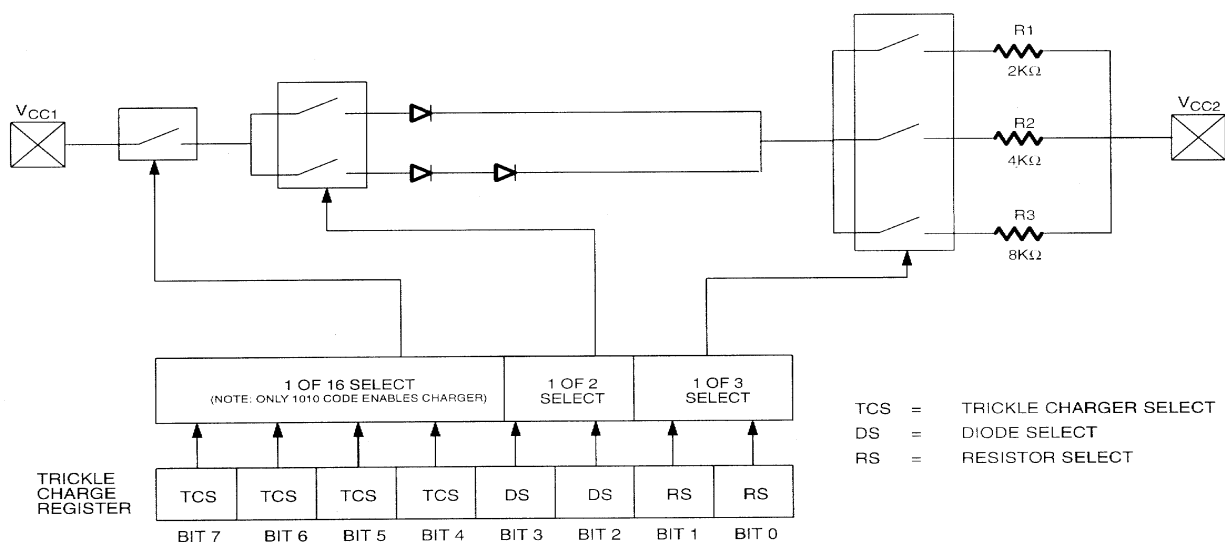 R1
2KΩ
VCC1
VCC2
R2
4KΩ
R3
8KΩ
1 OF 16 SELECT
(NOTE: ONLY 1010 CODE ENABLES CHARGER)
1 OF 2
SELECT
1 OF 3
SELECT
TCS = TRICKLE CHARGER SELECT
DS = DIODE SELECT
RS = RESISTOR SELECT
TRICKLE
CHARGE
REGISTER
TCS TCS TCS TCS DS DS RS RS
BIT 7 BIT 6 BIT 5 BIT 4 BIT 3 BIT 2 BIT 1 BIT 0